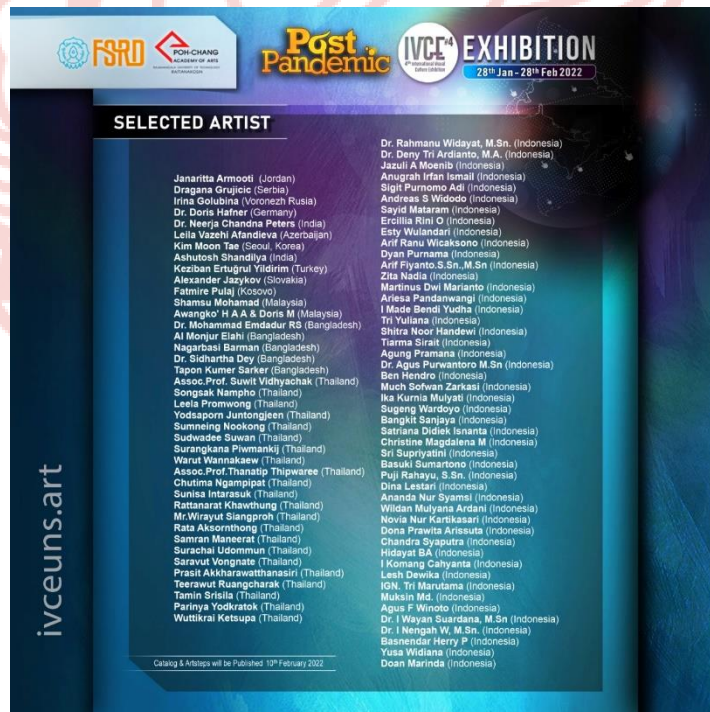 FSRD
POH-CHANG
ACADEMY OF ARTS
Post
Pandemic
IVCE#4
EXHIBITION
28th Jan - 28th Feb 2022
SELECTED ARTIST
Janaritta Armooti (Jordan)
Dragana Grujicic (Serbia)
Irina Golubina (Voronezh Rusia)
Dr. Doris Hafner (Germany)
Dr. Neerja Chandna Peters (India)
Leila Vazehi Afandieva (Azerbaijan)
Kim Moon Tae (Seoul, Korea)
Ashutosh Shandilya (India)
Keziban Ertuğrul Yildirim (Turkey)
Alexander Jazykov (Slovakia)
Fatmire Pulaj (Kosovo)
Shamsu Mohamad (Malaysia)
Awangko' H A A & Doris M (Malaysia)
Dr. Mohammad Emdadur RS (Bangladesh)
Al Monjur Elahi (Bangladesh)
Nagarbasi Barman (Bangladesh)
Dr. Sidhartha Dey (Bangladesh)
Tapon Kumer Sarker (Bangladesh)
Assoc.Prof. Suwit Vidhyachak (Thailand)
Songsak Nampho (Thailand)
Leela Promwong (Thailand)
Yodsaporn Juntongjeen (Thailand)
Sumneing Nookong (Thailand)
Sudwadee Suwan (Thailand)
Surangkana Piwmankij (Thailand)
Warut Wannakaew (Thailand)
Assoc.Prof.Thanatip Thipwaree (Thailand)
Chutima Ngampipat (Thailand)
Sunisa Intarasuk (Thailand)
Rattanarat Khawthung (Thailand)
Mr.Wirayut Siangproh (Thailand)
Rata Aksornthong (Thailand)
Samran Maneerat (Thailand)
Surachai Udommun (Thailand)
Saravut Vongnate (Thailand)
Prasit Akkharawatthanasiri (Thailand)
Teerawut Ruangcharak (Thailand)
Tamin Srisila (Thailand)
Parinya Yodkratok (Thailand)
Wuttikrai Ketsupa (Thailand)
Dr. Rahmanu Widayat, M.Sn. (Indonesia)
Dr. Deny Tri Ardianto, M.A. (Indonesia)
Jazuli A Moenib (Indonesia)
Anugrah Irfan Ismail (Indonesia)
Sigit Purnomo Adi (Indonesia)
Andreas S Widodo (Indonesia)
Sayid Mataram (Indonesia)
Ercillia Rini O (Indonesia)
Esty Wulandari (Indonesia)
Arif Ranu Wicaksono (Indonesia)
Dyan Purnama (Indonesia)
Arif Fiyanto.S.Sn.,M.Sn (Indonesia)
Zita Nadia (Indonesia)
Martinus Dwi Marianto (Indonesia)
Ariesa Pandanwangi (Indonesia)
I Made Bendi Yudha (Indonesia)
Tri Yuliana (Indonesia)
Shitra Noor Handewi (Indonesia)
Tiarma Sirait (Indonesia)
Agung Pramana (Indonesia)
Dr. Agus Purwantoro M.Sn (Indonesia)
Ben Hendro (Indonesia)
Much Sofwan Zarkasi (Indonesia)
Ika Kurnia Mulyati (Indonesia)
Sugeng Wardoyo (Indonesia)
Bangkit Sanjaya (Indonesia)
Satriana Didiek Isnanta (Indonesia)
Christine Magdalena M (Indonesia)
Sri Supriyatini (Indonesia)
Basuki Sumartono (Indonesia)
Puji Rahayu, S.Sn. (Indonesia)
Dina Lestari (Indonesia)
Ananda Nur Syamsi (Indonesia)
Wildan Mulyana Ardani (Indonesia)
Novia Nur Kartikasari (Indonesia)
Dona Prawita Arissuta (Indonesia)
Chandra Syaputra (Indonesia)
Hidayat BA (Indonesia)
I Komang Cahyanta (Indonesia)
Lesh Dewika (Indonesia)
IGN. Tri Marutama (Indonesia)
Muksin Md. (Indonesia)
Agus F Winoto (Indonesia)
Dr. I Wayan Suardana, M.Sn (Indonesia)
Dr. I Nengah W, M.Sn. (Indonesia)
Basnendar Herry P (Indonesia)
Yusa Widiana (Indonesia)
Doan Marinda (Indonesia)
Catalog & Artsteps will be Published 10th February 2022
ivceuns.art